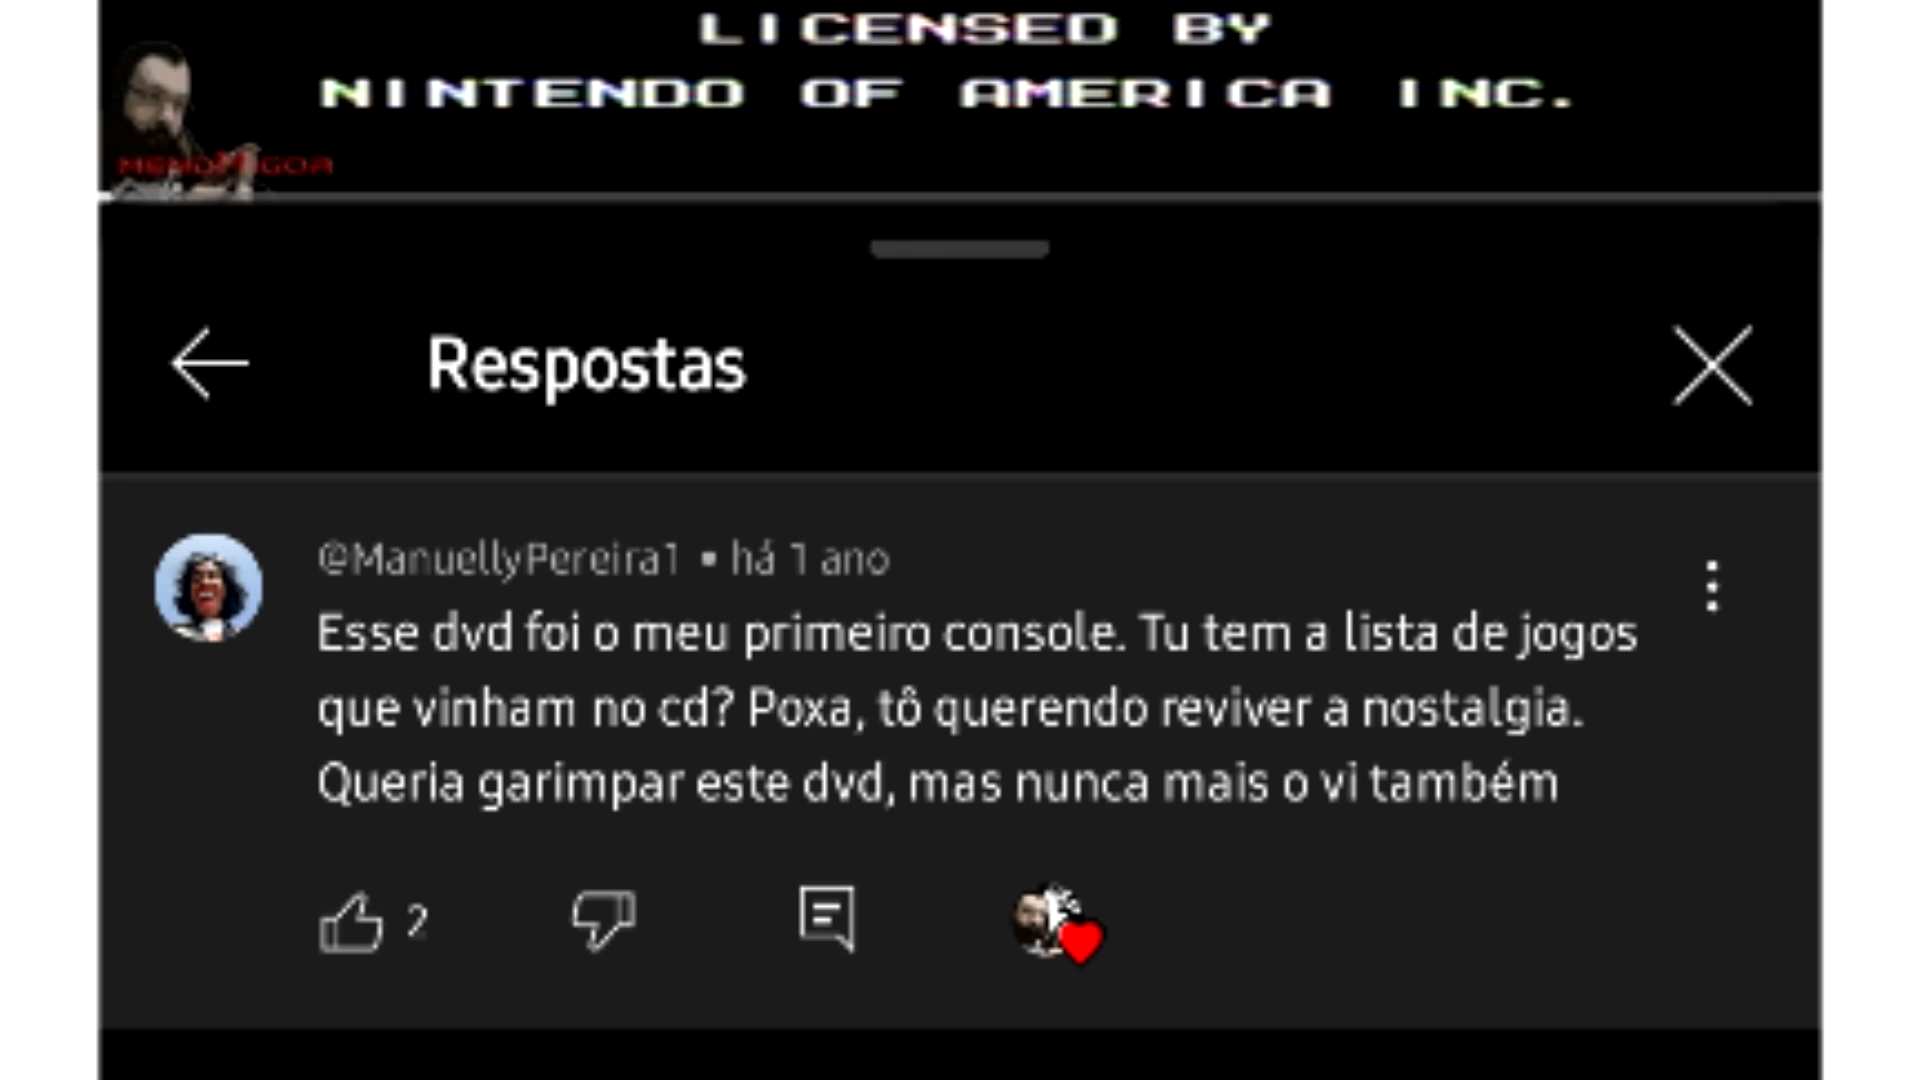 LICENSED BY
NINTENDO OF AMERICA INC.
Respostas
@ManuellyPereira1 • há 1 ano
Esse dvd foi o meu primeiro console. Tu tem a lista de jogos
que vinham no cd? Poxa, tô querendo reviver a nostalgia.
Queria garimpar este dvd, mas nunca mais o vi também
2